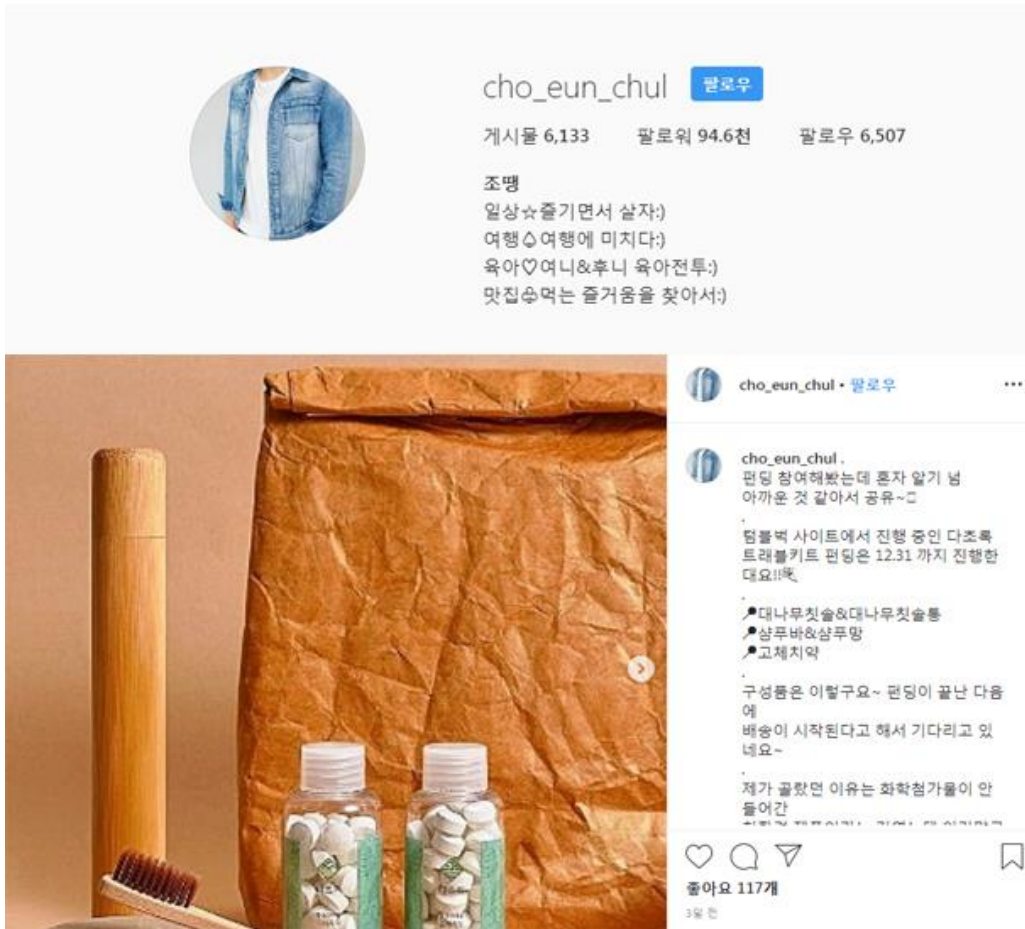 cho_eun_chul 팔로우
게시물 6,133 팔로워 94.6천 팔로우 6,507
조땡
일상☆즐기면서 살자:)
여행♤여행에 미치다:)
육아♡여니&후니 육아전투:)
맛집♧먹는 즐거움을 찾아서:)
cho_eun_chul • 팔로우
cho_eun_chul .
펀딩 참여해봤는데 혼자 알기 넘
아까운 것 같아서 공유~
.
텀블벅 사이트에서 진행 중인 다초록
트래블키트 펀딩은 12.31 까지 진행한
대요!!
.
대나무칫솔&대나무칫솔통
샴푸바&샴푸망
고체치약
.
구성품은 이렇구요~ 펀딩이 끝난 다음
에
배송이 시작된다고 해서 기다리고 있
네요~
.
제가 골랐던 이유는 화학첨가물이 안
들어간
좋아요 117개
3일 전